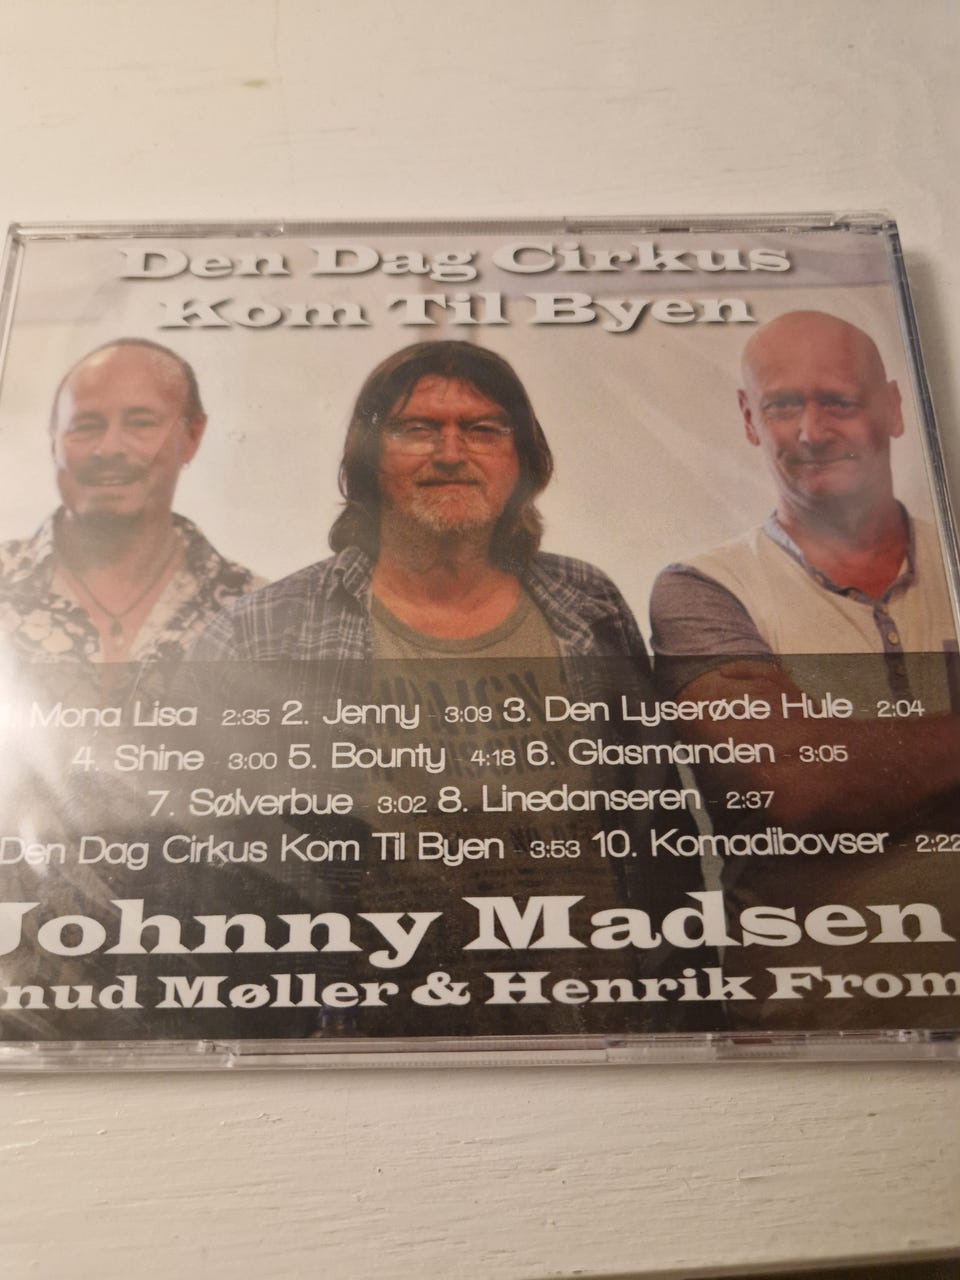 Den Dag Cirkus
Kom Til Byen
Mona Lisa - 2:35 2. Jenny - 3:09 3. Den Lyserøde Hule - 2:04
4. Shine - 3:00 5. Bounty - 4:18 6. Glasmanden - 3:05
7. Sølverbue - 3:02 8. Linedanseren - 2:37
Den Dag Cirkus Kom Til Byen - 3:53 10. Komadibovser - 2:22
Johnny Madsen
nud Møller & Henrik From